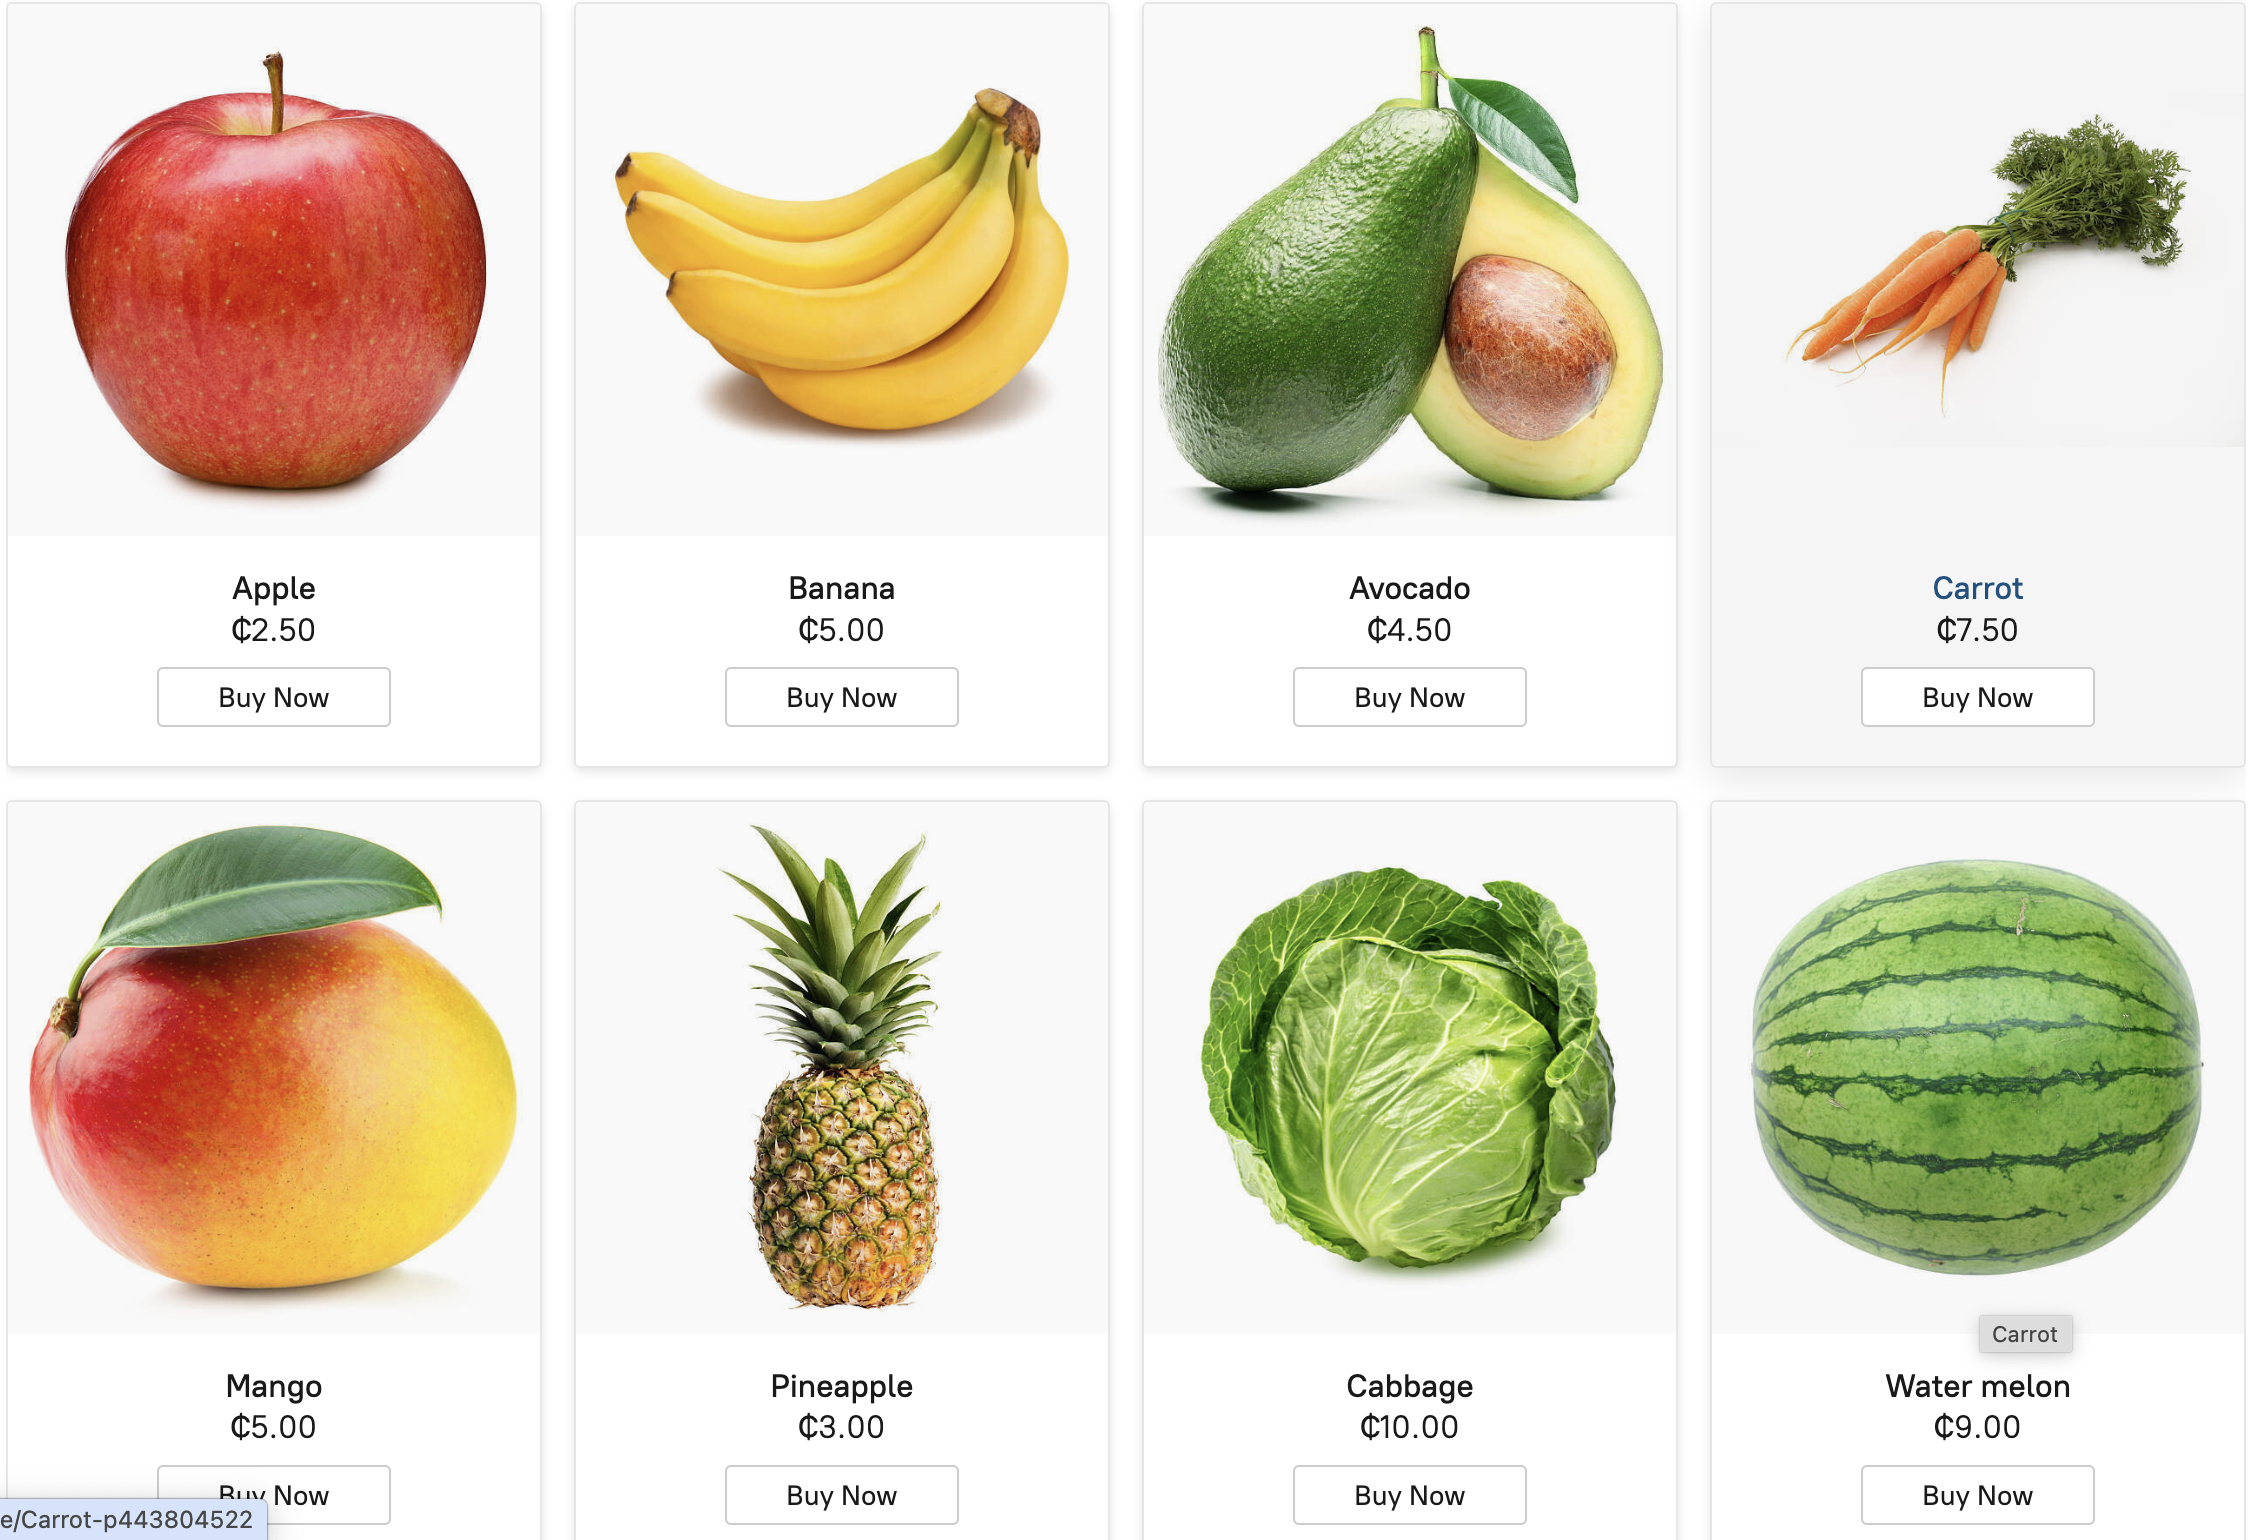 Apple
₵2.50
Buy Now
Banana
₵5.00
Buy Now
Avocado
₵4.50
Buy Now
Carrot
₵7.50
Buy Now
Mango
₵5.00
Buy Now
Pineapple
₵3.00
Buy Now
Cabbage
₵10.00
Buy Now
Carrot
Water melon
₵9.00
Buy Now
e/Carrot-p443804522